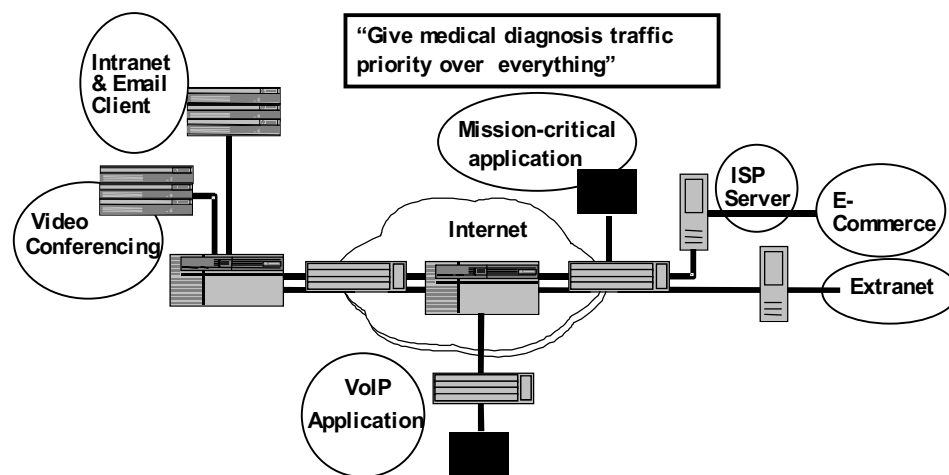 “Give medical diagnosis traffic
priority over everything”
Intranet
& Email
Client
Mission-critical
application
ISP
Server
E-
Commerce
Video
Conferencing
Internet
Extranet
VoIP
Application